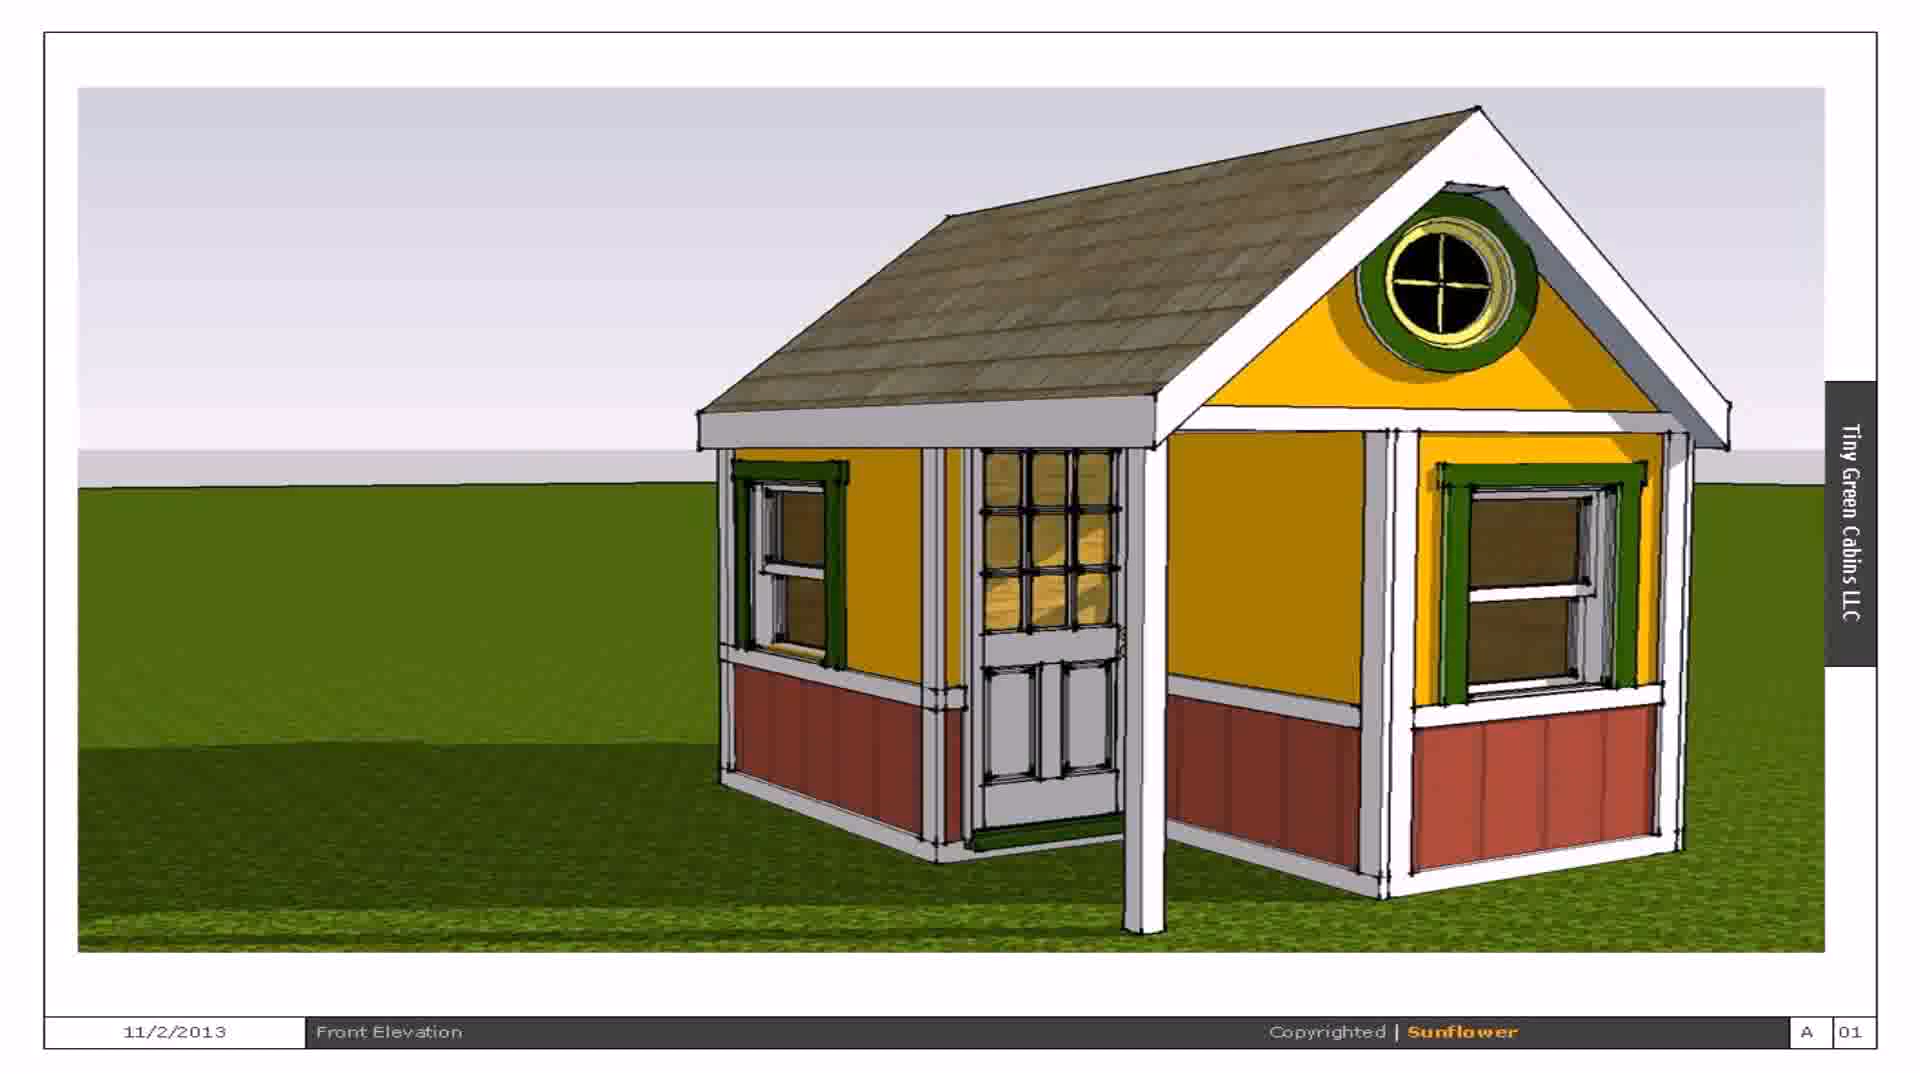 Tiny Green Cabins LLC
11/2/2013
Front Elevation
Copyrighted | Sunflower
A
01